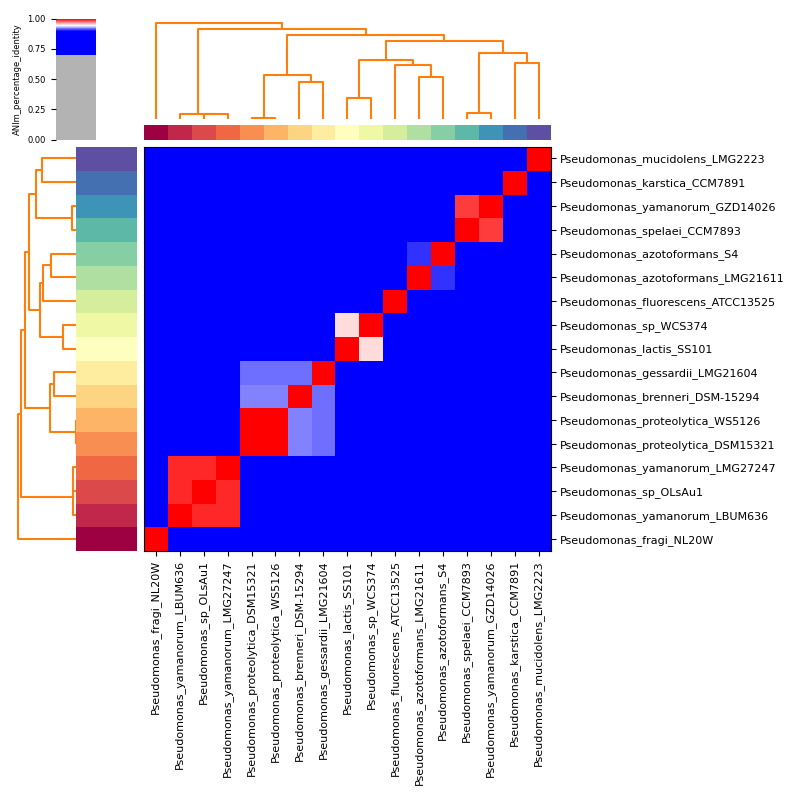 ANIm_percentage_identity
1.00
0.75
0.50
0.25
0.00
Pseudomonas_mucidolens_LMG2223
Pseudomonas_karstica_CCM7891
Pseudomonas_yamanorum_GZD14026
Pseudomonas_spelaei_CCM7893
Pseudomonas_azotoformans_S4
Pseudomonas_azotoformans_LMG21611
Pseudomonas_fluorescens_ATCC13525
Pseudomonas_sp_WCS374
Pseudomonas_lactis_SS101
Pseudomonas_gessardii_LMG21604
Pseudomonas_brenneri_DSM-15294
Pseudomonas_proteolytica_WS5126
Pseudomonas_proteolytica_DSM15321
Pseudomonas_yamanorum_LMG27247
Pseudomonas_sp_OLsAu1
Pseudomonas_yamanorum_LBUM636
Pseudomonas_fragi_NL20W
Pseudomonas_fragi_NL20W
Pseudomonas_yamanorum_LBUM636
Pseudomonas_sp_OLsAu1
Pseudomonas_yamanorum_LMG27247
Pseudomonas_proteolytica_DSM15321
Pseudomonas_proteolytica_WS5126
Pseudomonas_brenneri_DSM-15294
Pseudomonas_gessardii_LMG21604
Pseudomonas_lactis_SS101
Pseudomonas_sp_WCS374
Pseudomonas_fluorescens_ATCC13525
Pseudomonas_azotoformans_LMG21611
Pseudomonas_azotoformans_S4
Pseudomonas_spelaei_CCM7893
Pseudomonas_yamanorum_GZD14026
Pseudomonas_karstica_CCM7891
Pseudomonas_mucidolens_LMG2223